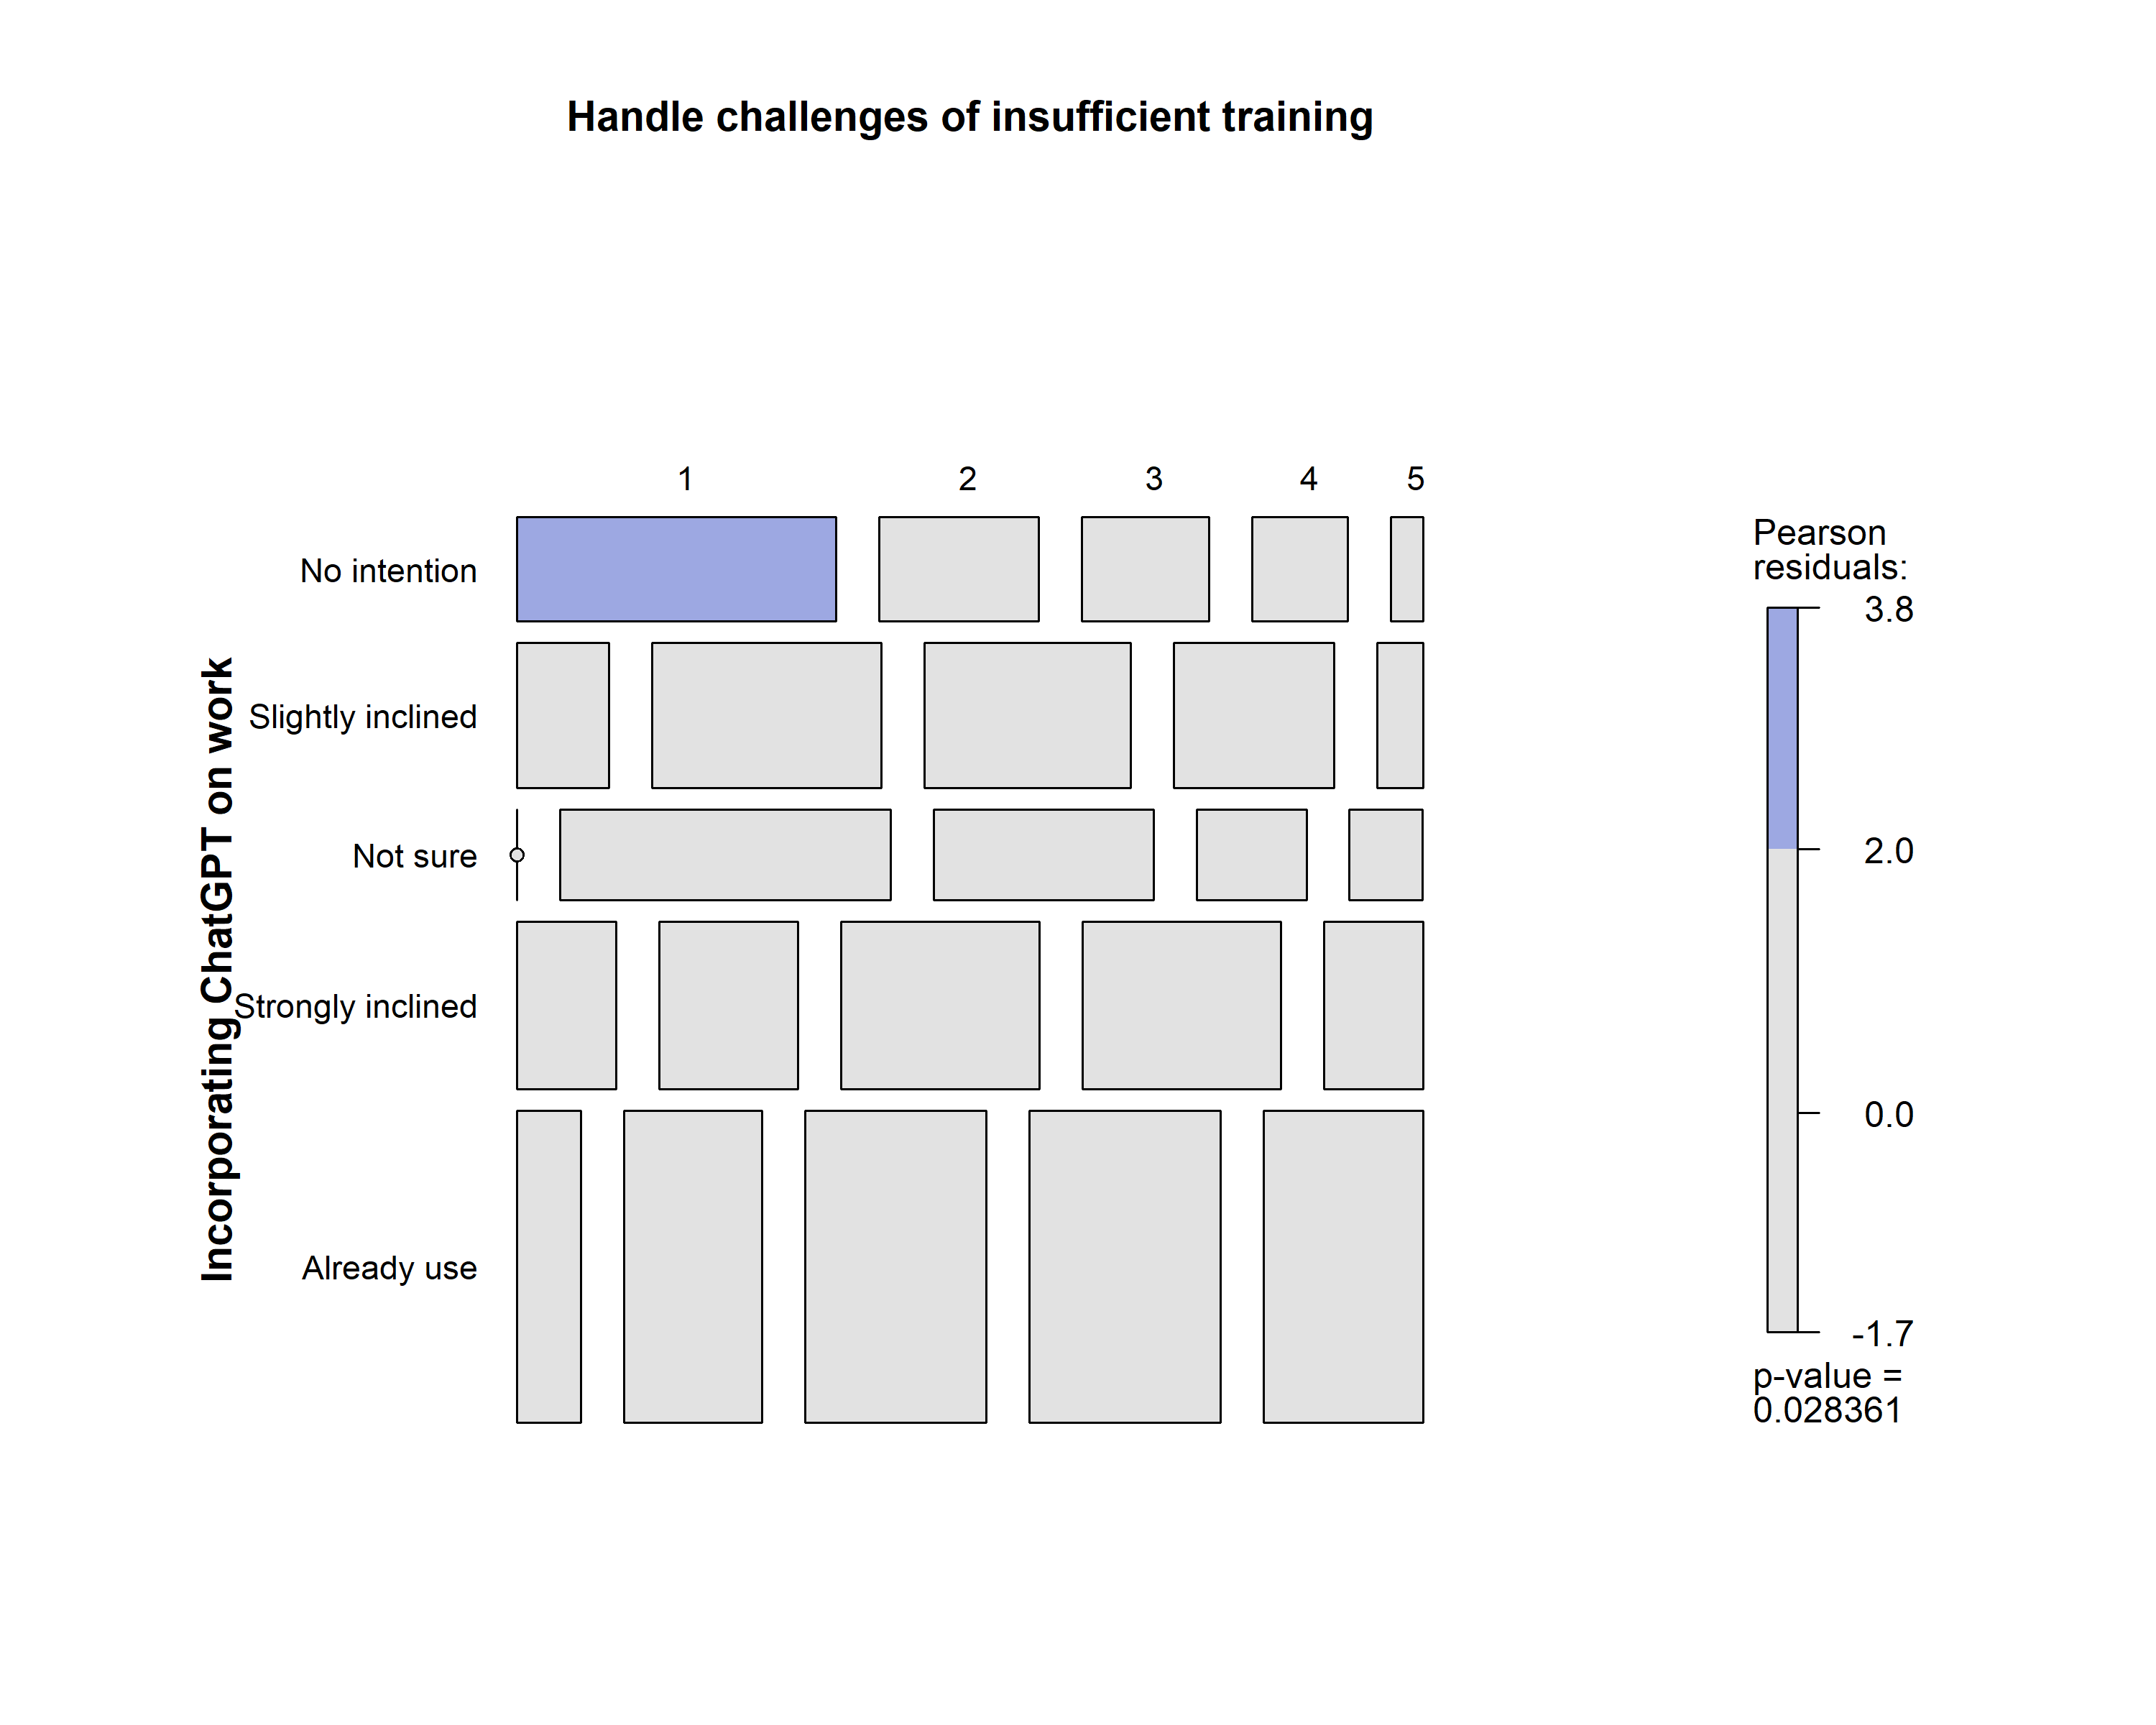 Handle challenges of insufficient training
1 2 3 4 5
Incorporating ChatGPT on work
No intention
Slightly inclined
Not sure
Strongly inclined
Already use
Pearson
residuals:
3.8
2.0
0.0
-1.7
p-value =
0.028361